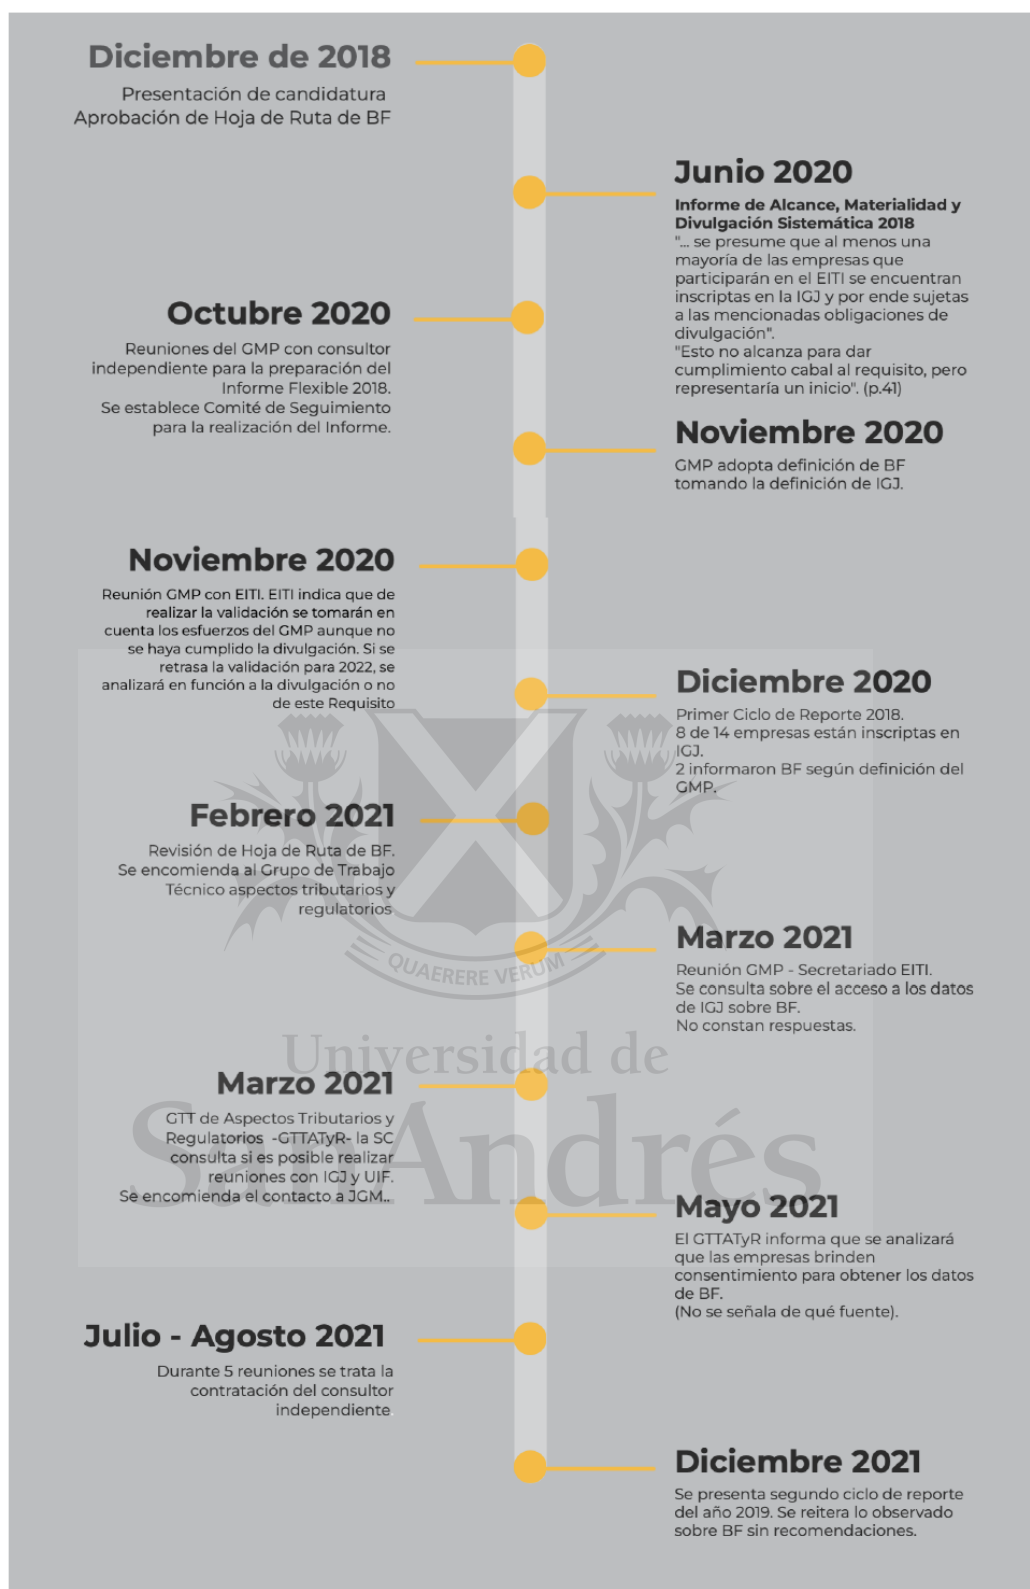 Diciembre de 2018
Presentación de candidatura
Aprobación de Hoja de Ruta de BF
Junio 2020
Informe de Alcance, Materialidad y
Divulgación Sistemática 2018
"... se presume que al menos una
mayoría de las empresas que
participarán en el EITI se encuentran
inscriptas en la IGJ y por ende sujetas
a las mencionadas obligaciones de
divulgación".
"Esto no alcanza para dar
cumplimiento cabal al requisito, pero
representaría un inicio". (p.41)
Octubre 2020
Reuniones del GMP con consultor
independiente para la preparación del
Informe Flexible 2018.
Se establece Comité de Seguimiento
para la realización del Informe.
Noviembre 2020
GMP adopta definición de BF
tomando la definición de IGJ.
Noviembre 2020
Reunión GMP con EITI. EITI indica que de
realizar la validación se tomarán en
cuenta los esfuerzos del GMP aunque no
se haya cumplido la divulgación. Si se
retrasa la validación para 2022, se
analizará en función a la divulgación o no
de este Requisito
Diciembre 2020
Primer Ciclo de Reporte 2018.
8 de 14 empresas están inscriptas en
IGJ.
2 informaron BF según definición del
GMP.
Febrero 2021
Revisión de Hoja de Ruta de BF.
Se encomienda al Grupo de Trabajo
Técnico aspectos tributarios y
regulatorios
Marzo 2021
Reunión GMP - Secretariado EITI.
Se consulta sobre el acceso a los datos
de IGJ sobre BF.
No constan respuestas.
QUAERERE VERUM
Universidad de
SanAndrés
Marzo 2021
GTT de Aspectos Tributarios y
Regulatorios -GTTATyR- la SC
consulta si es posible realizar
reuniones con IGJ y UIF.
Se encomienda el contacto a JGM..
Mayo 2021
El GTTATyR informa que se analizará
que las empresas brinden
consentimiento para obtener los datos
de BF.
(No se señala de qué fuente).
Julio - Agosto 2021
Durante 5 reuniones se trata la
contratación del consultor
independiente.
Diciembre 2021
Se presenta segundo ciclo de reporte
del año 2019. Se reitera lo observado
sobre BF sin recomendaciones.